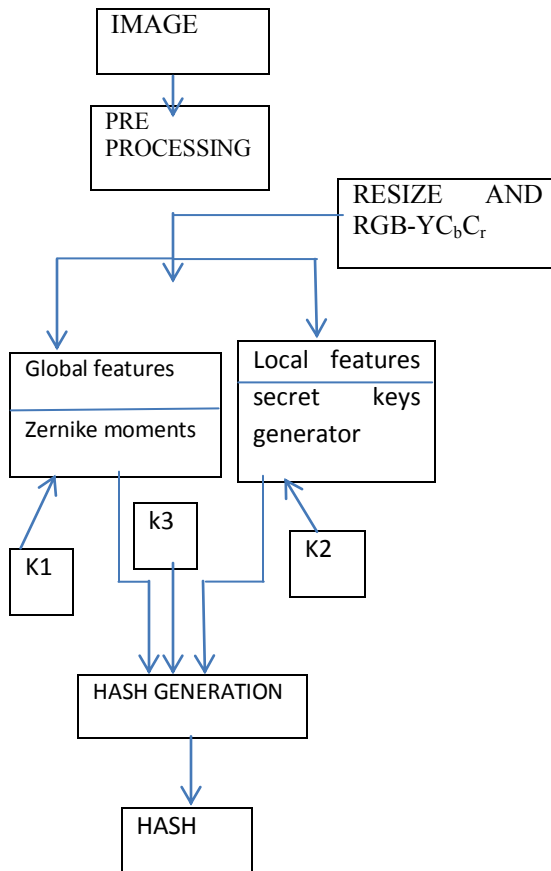 IMAGE
PRE
PROCESSING
RESIZE AND
RGB-YCbCr
Global features
Zernike moments
Local features
secret keys
generator
k3
K1
K2
HASH GENERATION
HASH